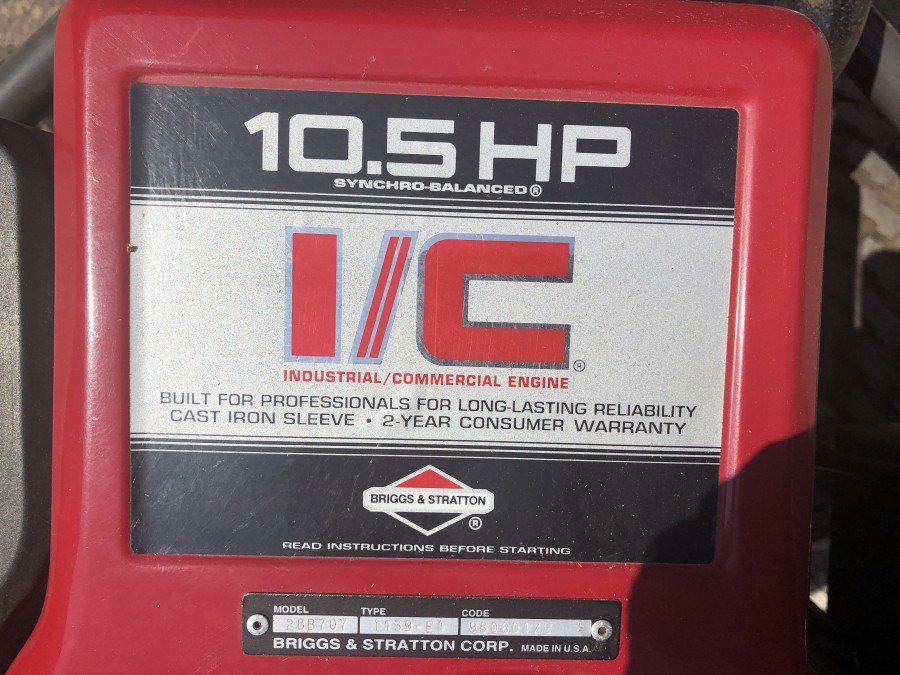 10.5 HP
SYNCHRO-BALANCED®
I/C®
INDUSTRIAL/COMMERCIAL ENGINE
BUILT FOR PROFESSIONALS FOR LONG-LASTING RELIABILITY
CAST IRON SLEEVE • 2-YEAR CONSUMER WARRANTY
BRIGGS & STRATTON®
READ INSTRUCTIONS BEFORE STARTING
MODEL TYPE CODE
28B707
BRIGGS & STRATTON CORP. MADE IN U.S.A.